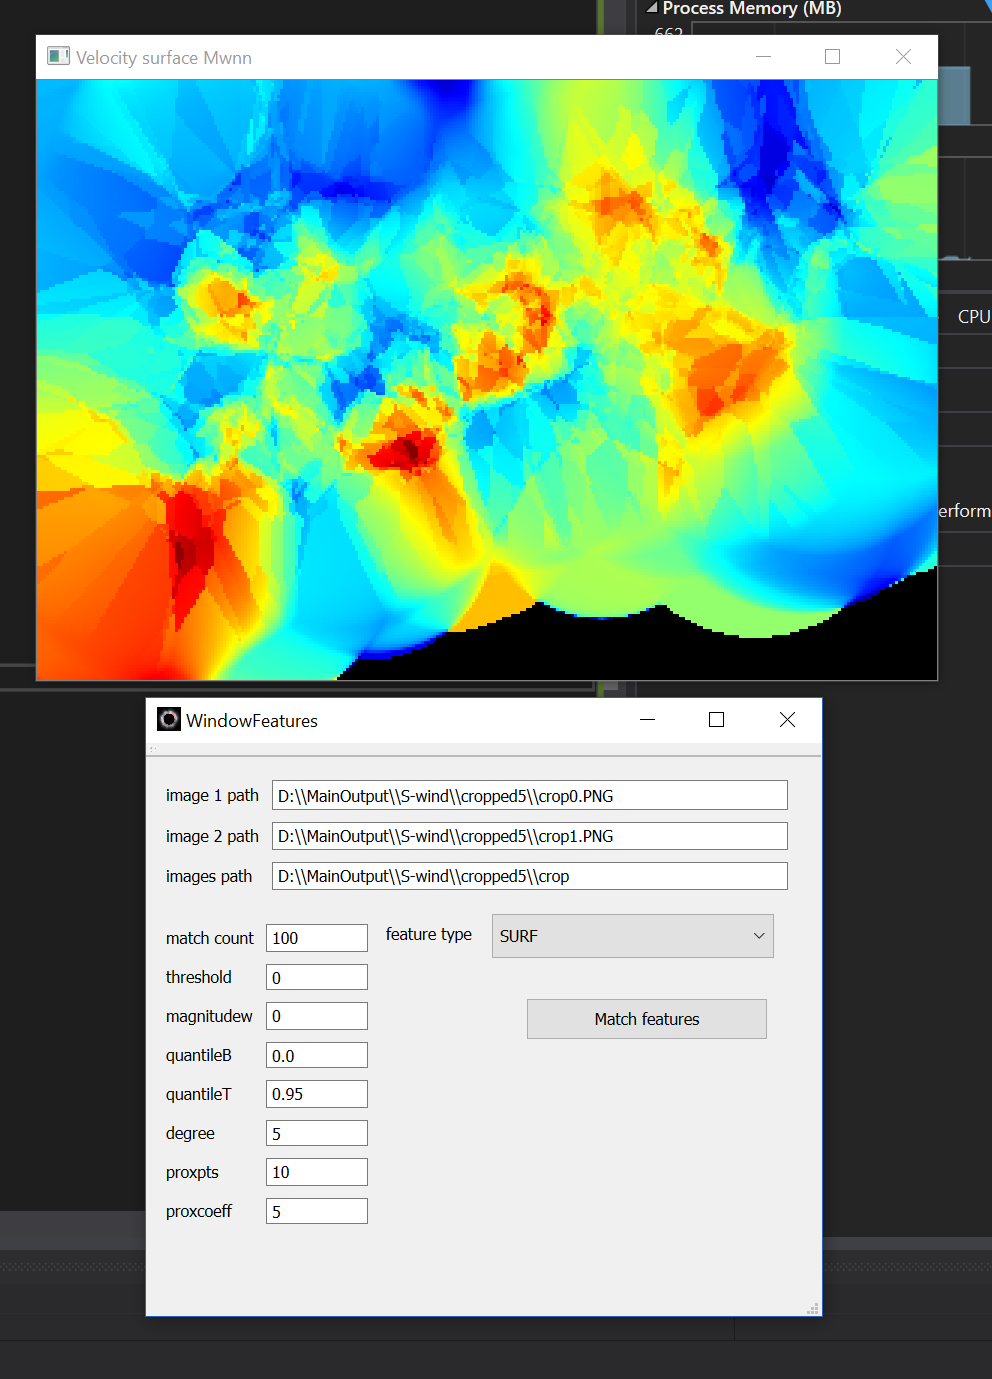 Process Memory (MB)
662
Velocity surface Mwnn
CPU
erform
WindowFeatures
image 1 path D:\\MainOutput\\S-wind\\cropped5\\crop0.PNG
image 2 path D:\\MainOutput\\S-wind\\cropped5\\crop1.PNG
images path D:\\MainOutput\\S-wind\\cropped5\\crop
match count 100 feature type SURF
threshold 0
magnitudew 0 Match features
quantileB 0.0
quantileT 0.95
degree 5
proxpts 10
proxcoeff 5